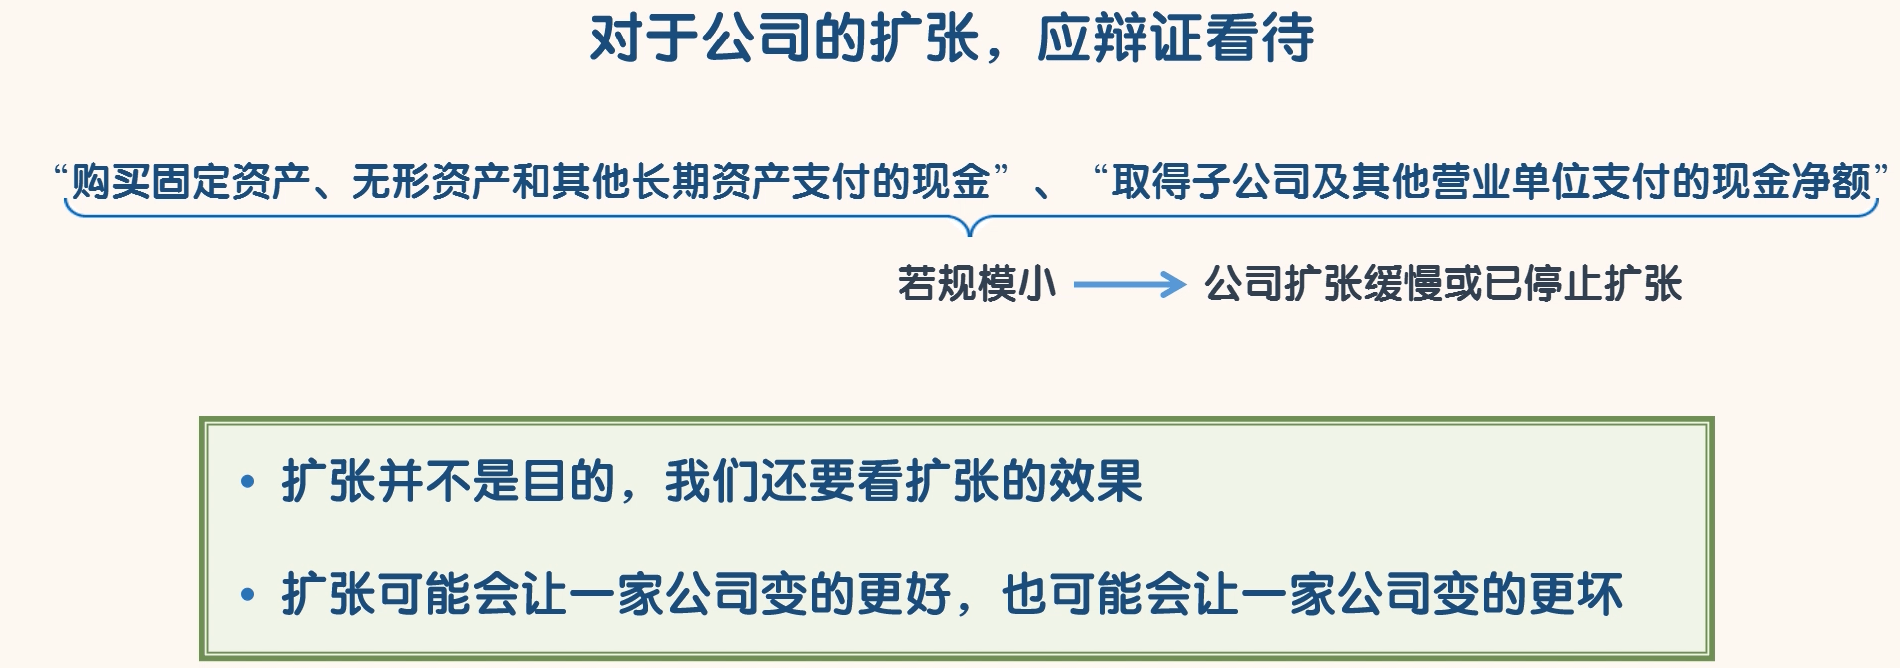 对于公司的扩张，应辩证看待
“购买固定资产、无形资产和其他长期资产支付的现金”、“取得子公司及其他营业单位支付的现金净额”
若规模小 公司扩张缓慢或已停止扩张
• 扩张并不是目的，我们还要看扩张的效果
• 扩张可能会让一家公司变的更好，也可能会让一家公司变的更坏